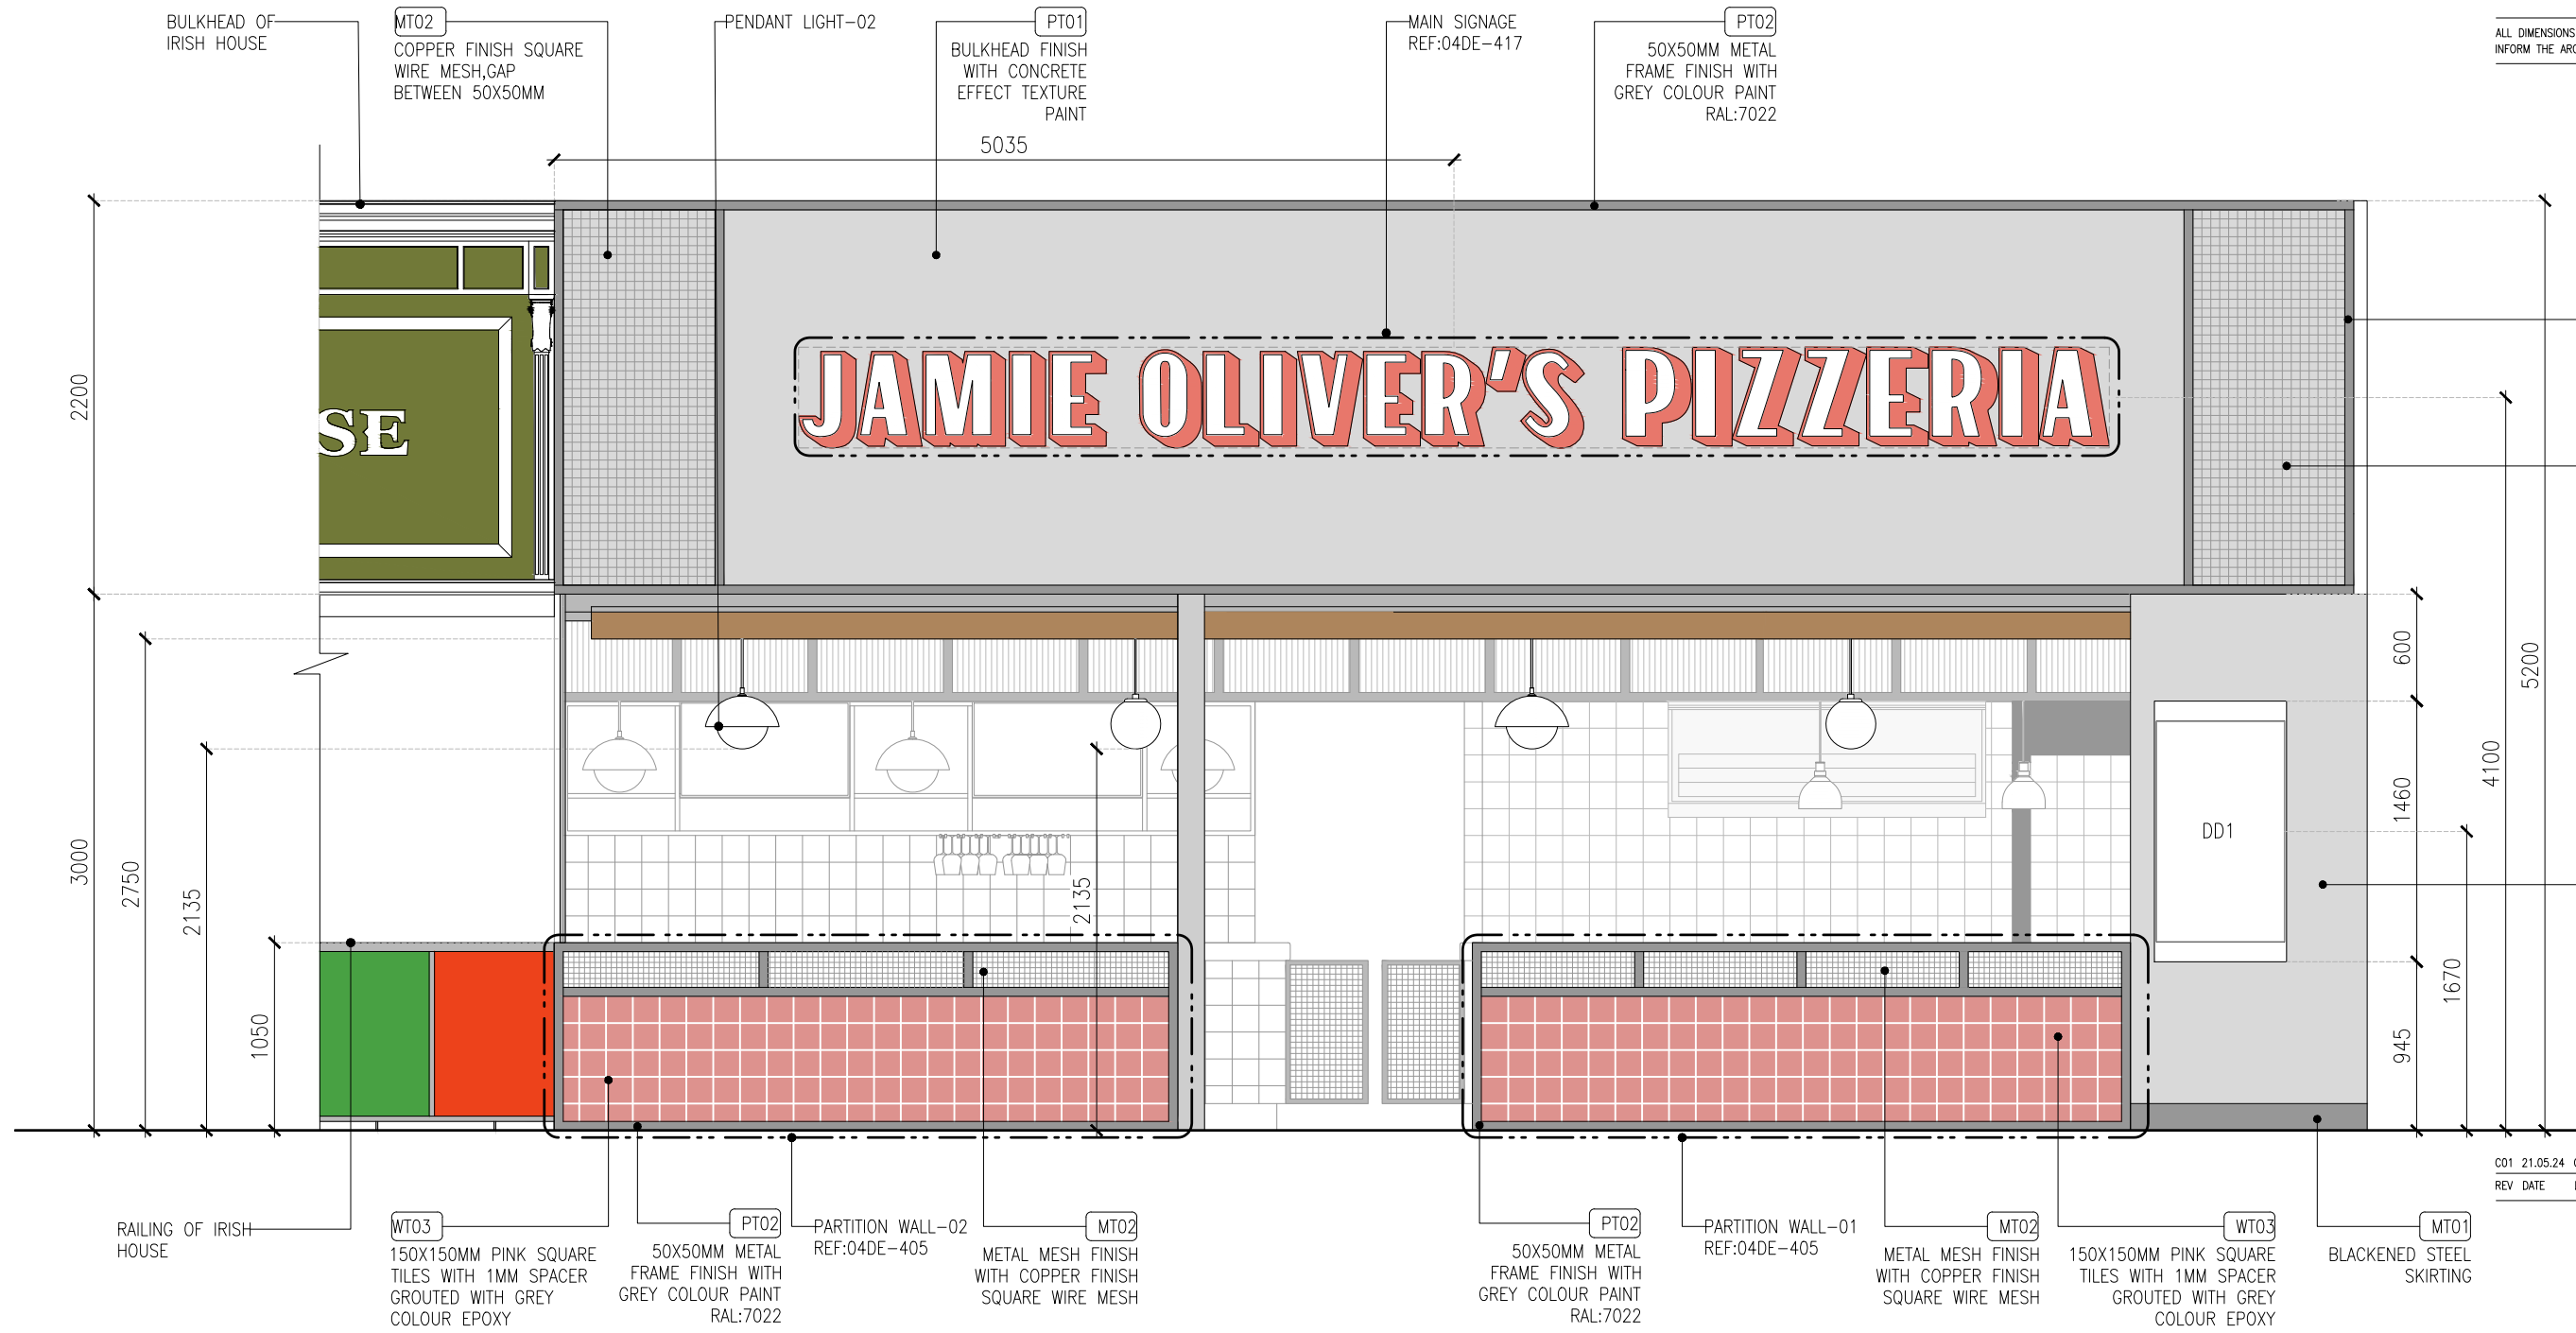 BULKHEAD OF
IRISH HOUSE
MT02
COPPER FINISH SQUARE
WIRE MESH,GAP
BETWEEN 50X50MM
PENDANT LIGHT-02
PT01
BULKHEAD FINISH
WITH CONCRETE
EFFECT TEXTURE
PAINT
MAIN SIGNAGE
REF:04DE-417
PT02
50X50MM METAL
FRAME FINISH WITH
GREY COLOUR PAINT
RAL:7022
ALL DIMENSIONS
INFORM THE
5035
2200
SE
JAMIE OLIVER'S PIZZERIA
3000
2750
2135
1050
2135
DD1
600
1460
945
1670
4100
5200
C01 21.05.24
REV DATE
RAILING OF IRISH
HOUSE
WT03
150X150MM PINK SQUARE
TILES WITH 1MM SPACER
GROUTED WITH GREY
COLOUR EPOXY
PT02
50X50MM METAL
FRAME FINISH WITH
GREY COLOUR PAINT
RAL:7022
PARTITION WALL-02
REF:04DE-405
MT02
METAL MESH FINISH
WITH COPPER FINISH
SQUARE WIRE MESH
PT02
50X50MM METAL
FRAME FINISH WITH
GREY COLOUR PAINT
RAL:7022
PARTITION WALL-01
REF:04DE-405
MT02
METAL MESH FINISH
WITH COPPER FINISH
SQUARE WIRE MESH
WT03
150X150MM PINK SQUARE
TILES WITH 1MM SPACER
GROUTED WITH GREY
COLOUR EPOXY
MT01
BLACKENED STEEL
SKIRTING